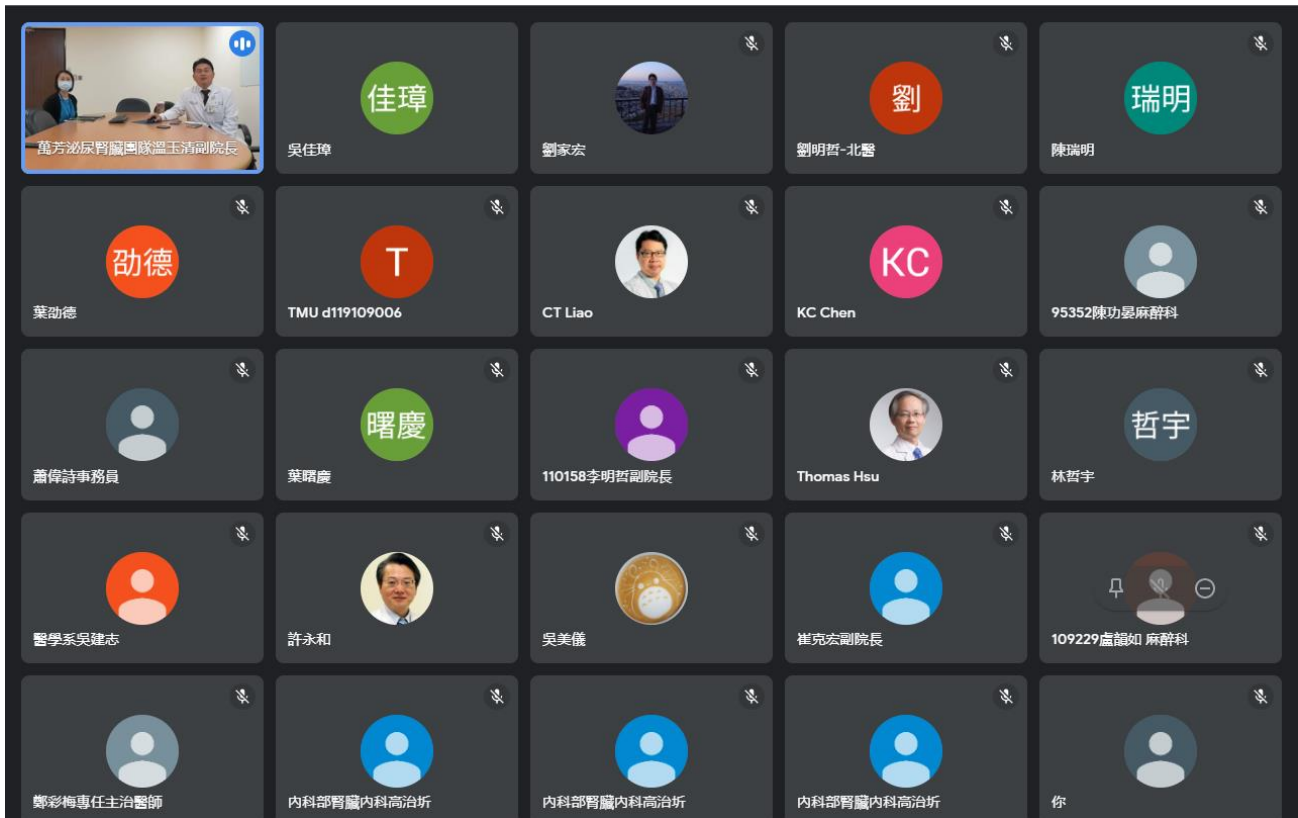 萬芳泌尿腎臟團隊溫玉清副院長
佳璋
吳佳璋
劉家宏
劉
劉明哲-北醫
瑞明
陳瑞明
劭德
葉劭德
T
TMU d119109006
CT Liao
KC
KC Chen
95352陳功晏麻醉科
蕭偉詩事務員
曙慶
葉曙慶
110158李明哲副院長
Thomas Hsu
哲宇
林哲宇
醫學系吳建志
許永和
吳美儀
崔克宏副院長
109229盧韻如 麻醉科
鄭彩梅專任主治醫師
內科部腎臟內科高治圻
內科部腎臟內科高治圻
內科部腎臟內科高治圻
你